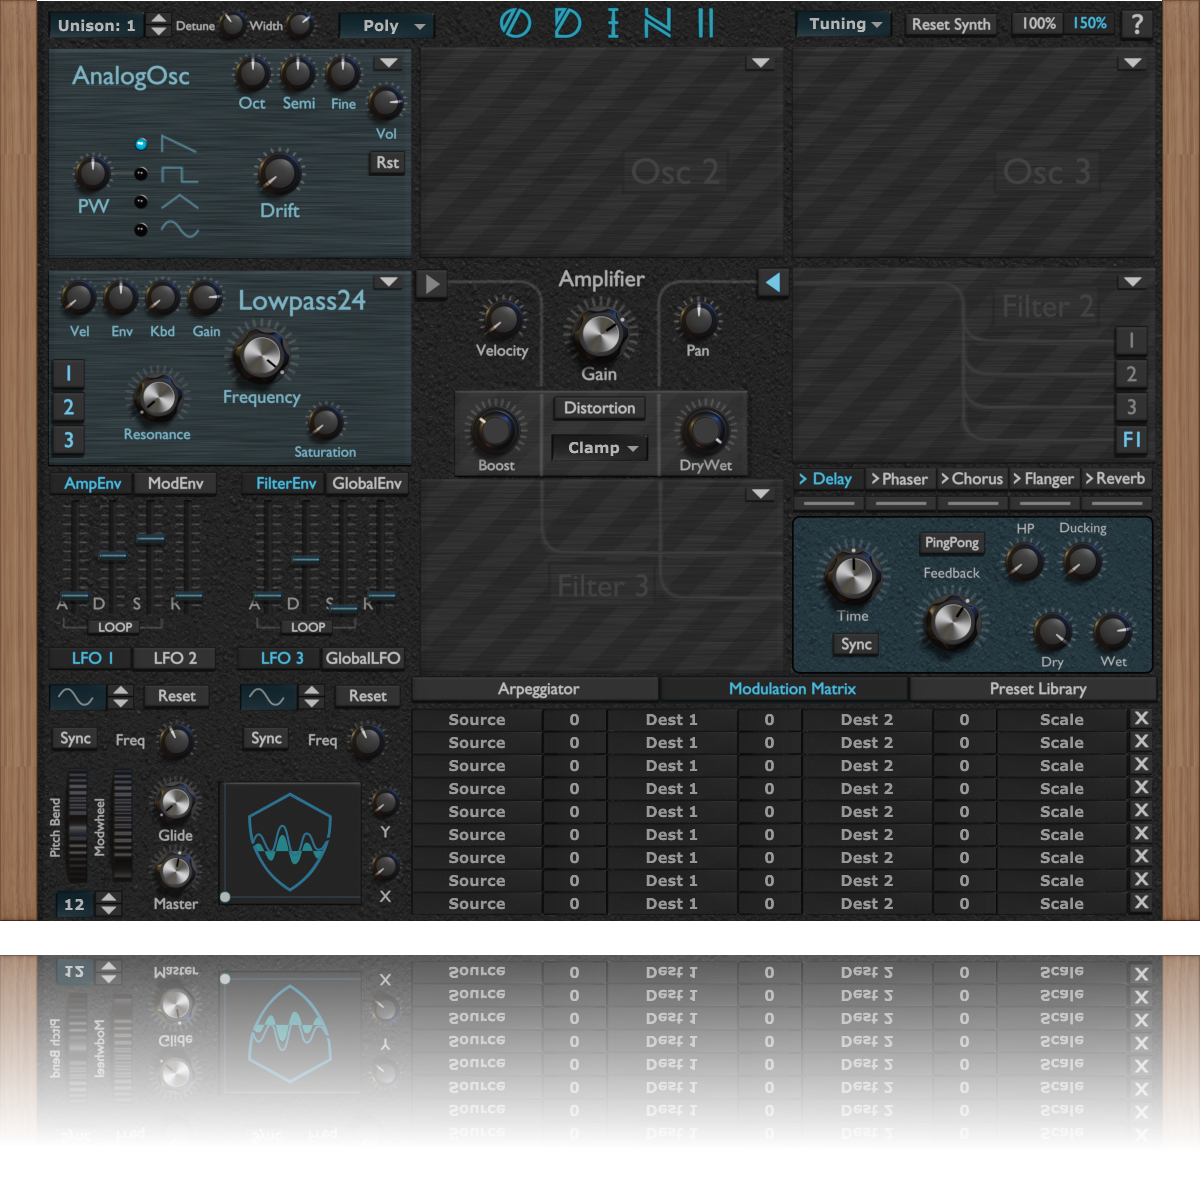 Unison: 1 Detune Width Poly ODIN II Tuning Reset Synth 100% 150% ?
AnalogOsc
Oct Semi Fine
Vol
Rst
PW
Drift
Osc 2
Osc 3
Lowpass24
Vel Env Kbd Gain
Frequency
Resonance
Saturation
1
2
3
Amplifier
Velocity
Gain
Pan
Distortion
Clamp
Boost
DryWet
Filter 2
1
2
3
F1
AmpEnv ModEnv FilterEnv GlobalEnv
A D S R A D S R
LOOP LOOP
Filter 3
> Delay > Phaser > Chorus > Flanger > Reverb
HP Ducking
PingPong
Feedback
Time
Sync
Dry Wet
LFO 1 LFO 2 LFO 3 GlobalLFO
Reset Reset
Sync Freq Sync Freq
Pitch Bend
Modwheel
Glide
Master
12
Y
X
Arpeggiator Modulation Matrix Preset Library
Source 0 Dest 1 0 Dest 2 0 Scale X
Source 0 Dest 1 0 Dest 2 0 Scale X
Source 0 Dest 1 0 Dest 2 0 Scale X
Source 0 Dest 1 0 Dest 2 0 Scale X
Source 0 Dest 1 0 Dest 2 0 Scale X
Source 0 Dest 1 0 Dest 2 0 Scale X
Source 0 Dest 1 0 Dest 2 0 Scale X
Source 0 Dest 1 0 Dest 2 0 Scale X
Source 0 Dest 1 0 Dest 2 0 Scale X